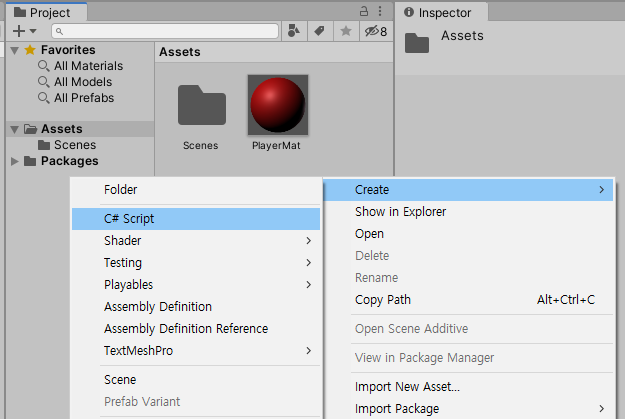 Project
Inspector
8
Favorites
All Materials
All Models
All Prefabs
Assets
Scenes
Packages
Assets
Scenes
PlayerMat
Assets
Folder
C# Script
Shader
Testing
Playables
Assembly Definition
Assembly Definition Reference
TextMeshPro
Scene
Prefab Variant
Create
Show in Explorer
Open
Delete
Rename
Copy Path Alt+Ctrl+C
Open Scene Additive
View in Package Manager
Import New Asset...
Import Package